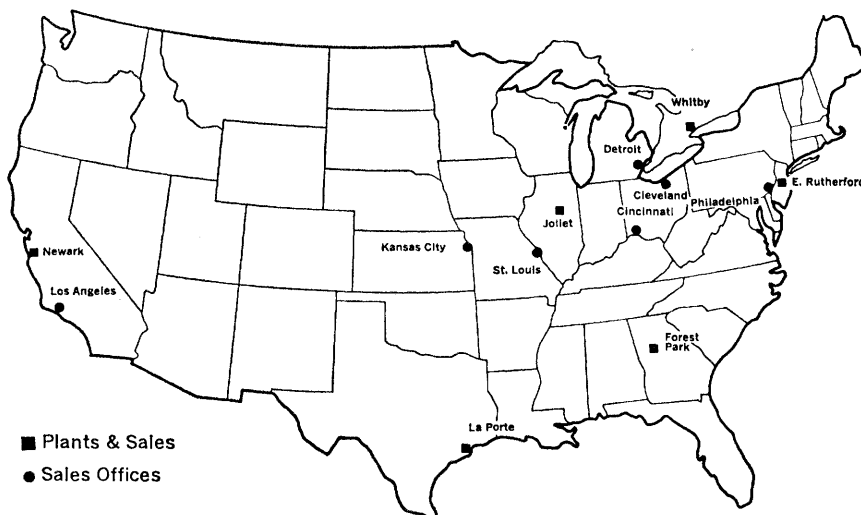 Whitby
Detroit
E. Rutherford
Cleveland
Philadelphia
Cincinnati
Joliet
Kansas City
Newark
St. Louis
Los Angeles
Forest
Park
La Porte
Plants & Sales
Sales Offices